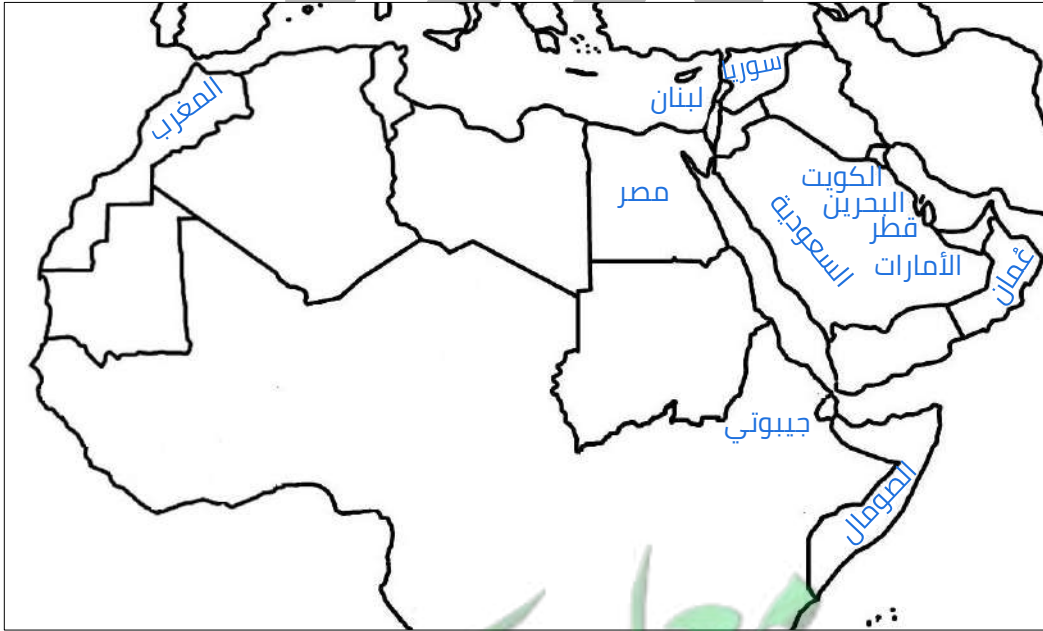 سوريا
لبنان
المغرب
مصر
الكويت
البحرين
قطر
السعودية
الأمارات
عُمان
جيبوتي
الصومال